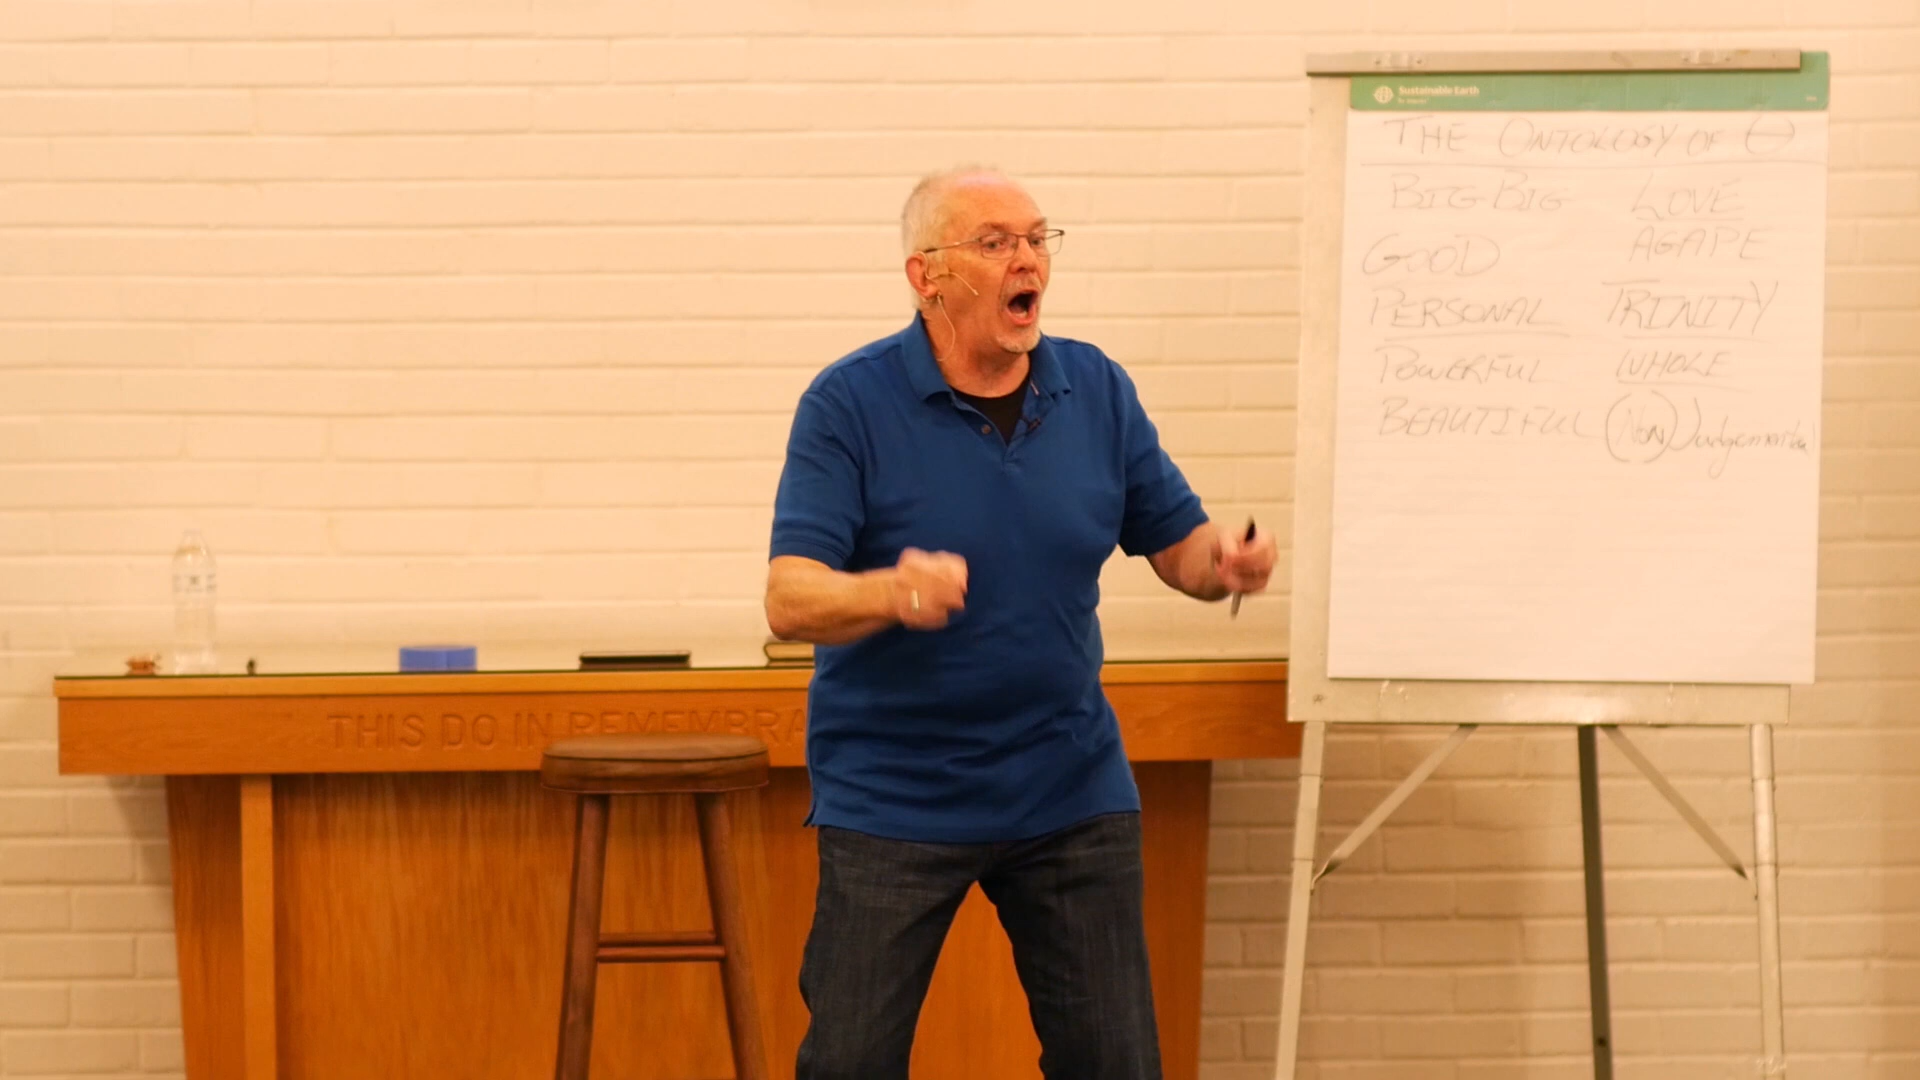 Sustainable Earth
THE ONTOLOGY OF Θ
BIG-BIG LOVE
GOOD AGAPE
PERSONAL TRINITY
POWERFUL WHOLE
BEAUTIFUL (NON) Judgemental
THIS DO IN REMEMBRA